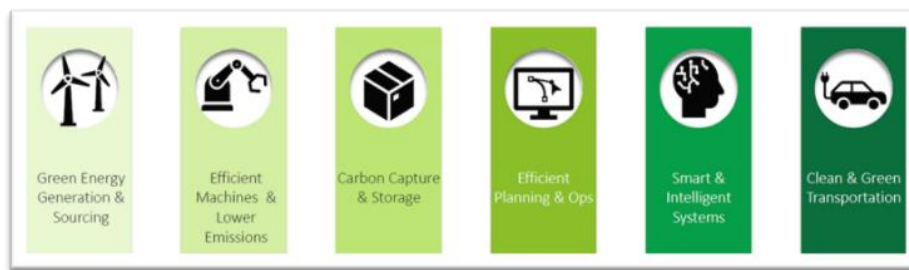 Green Energy
Generation &
Sourcing
Efficient
Machines &
Lower
Emissions
Carbon Capture
& Storage
Efficient
Planning & Ops
Smart &
Intelligent
Systems
Clean & Green
Transportation